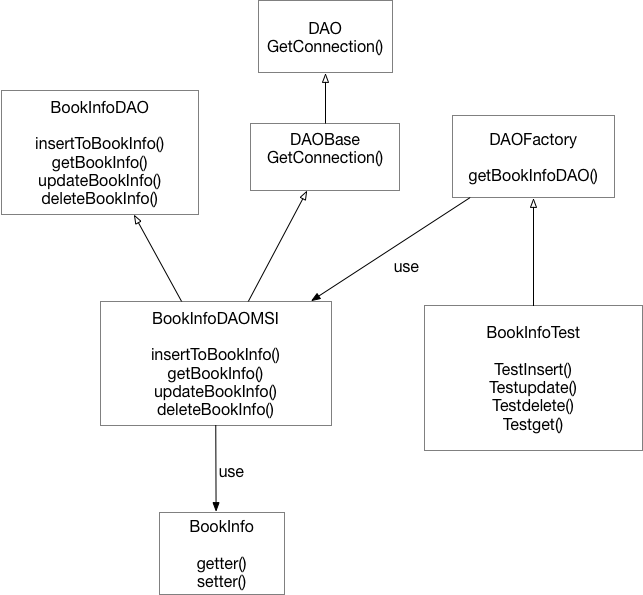 DAO
GetConnection()
BookInfoDAO
insertToBookInfo()
getBookInfo()
updateBookInfo()
deleteBookInfo()
DAOBase
GetConnection()
DAOFactory
getBookInfoDAO()
use
BookInfoDAOMSI
insertToBookInfo()
getBookInfo()
updateBookInfo()
deleteBookInfo()
BookInfoTest
TestInsert()
Testupdate()
Testdelete()
Testget()
use
BookInfo
getter()
setter()